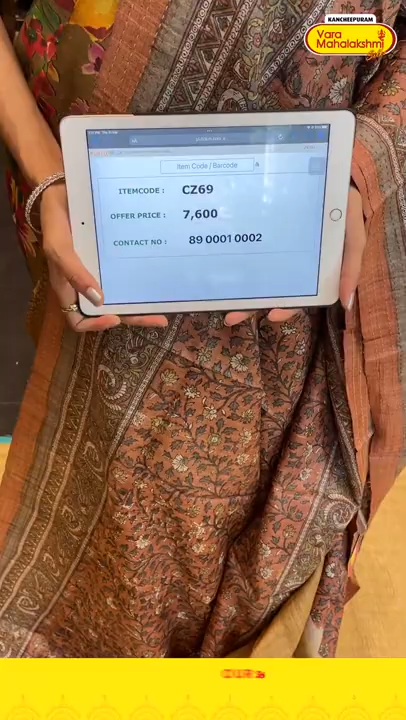 KANCHEEPURAM
Vara
Mahalakshmi
Item Code / Barcode
ITEMCODE : CZ69
OFFER PRICE : 7,600
CONTACT NO : 89 0001 0002